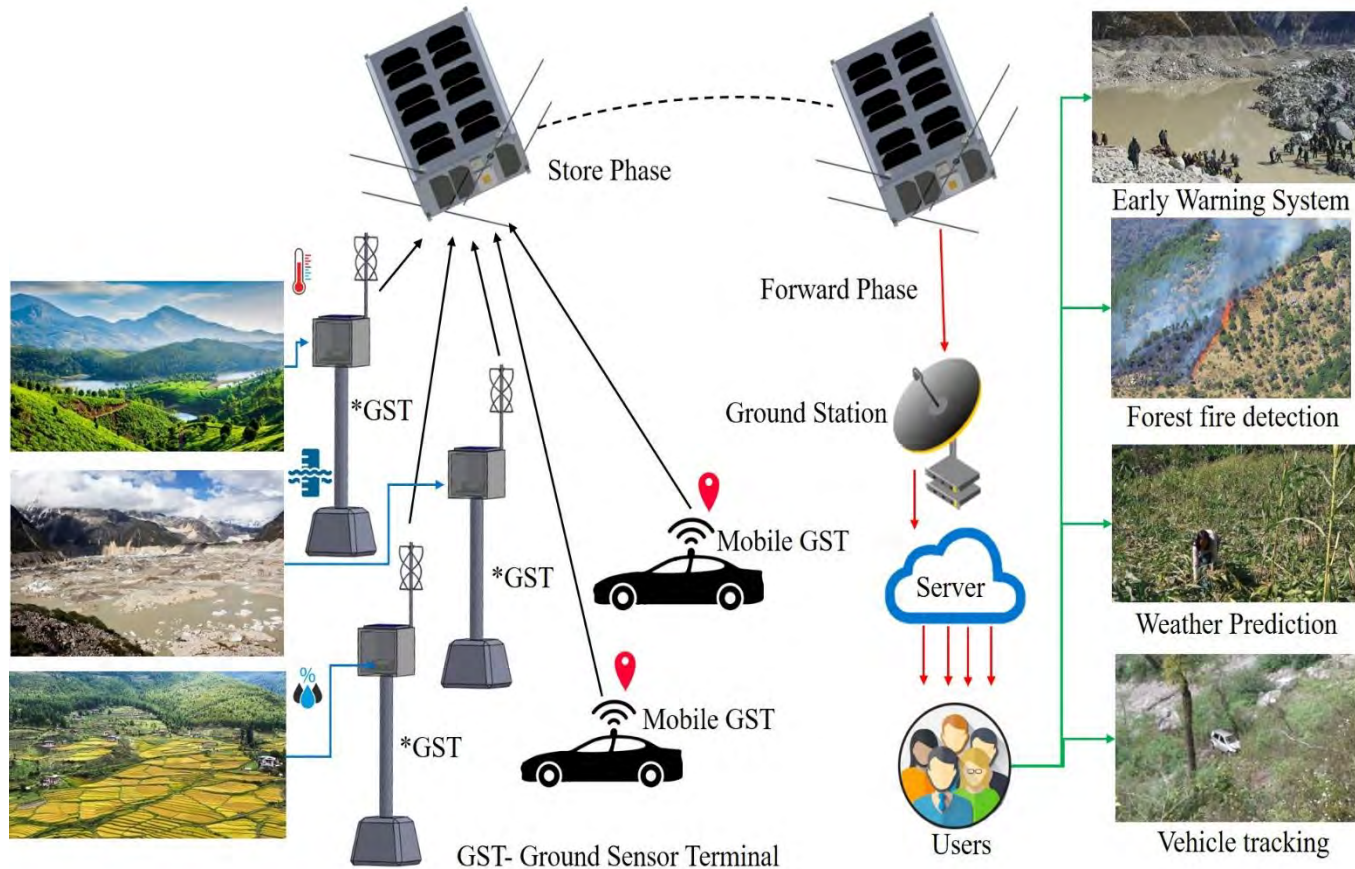 Store Phase
Forward Phase
Early Warning System
*GST
Ground Station
Forest fire detection
*GST
Mobile GST
Server
Weather Prediction
%
*GST
Mobile GST
Users
Vehicle tracking
GST- Ground Sensor Terminal